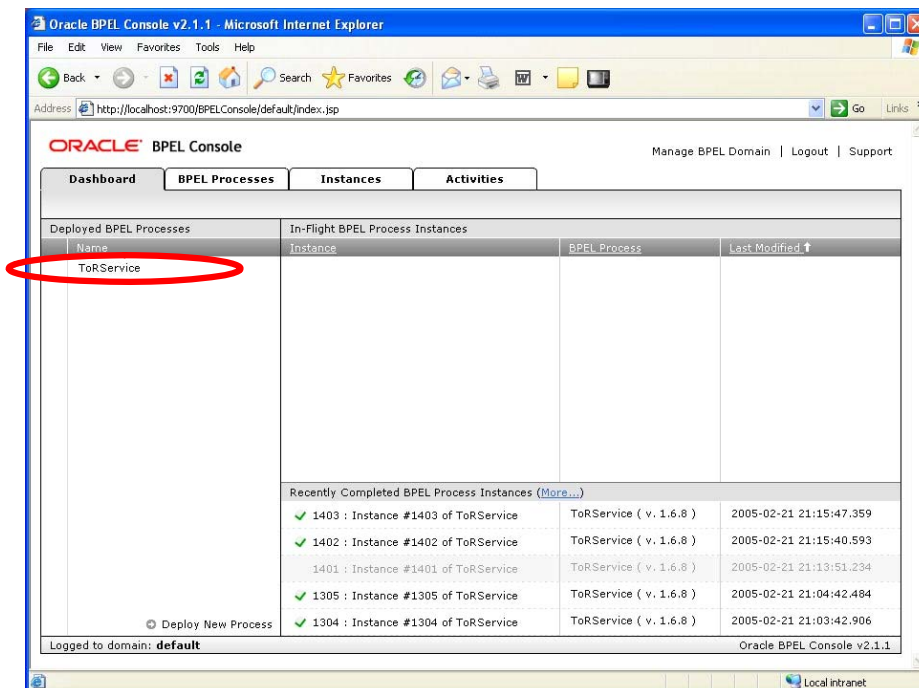 Oracle BPEL Console v2.1.1 - Microsoft Internet Explorer
File Edit View Favorites Tools Help
Back Search Favorites
Address http://localhost:9700/BPELConsole/default/index.jsp Go Links
ORACLE BPEL Console
Manage BPEL Domain | Logout | Support
Dashboard BPEL Processes Instances Activities
Deployed BPEL Processes In-Flight BPEL Process Instances
Name Instance BPEL Process Last Modified
ToRService
Recently Completed BPEL Process Instances (More...)
1403 : Instance #1403 of ToRService ToRService ( v. 1.6.8 ) 2005-02-21 21:15:47.359
1402 : Instance #1402 of ToRService ToRService ( v. 1.6.8 ) 2005-02-21 21:15:40.593
1401 : Instance #1401 of ToRService ToRService ( v. 1.6.8 ) 2005-02-21 21:13:51.234
1305 : Instance #1305 of ToRService ToRService ( v. 1.6.8 ) 2005-02-21 21:04:42.484
Deploy New Process 1304 : Instance #1304 of ToRService ToRService ( v. 1.6.8 ) 2005-02-21 21:03:42.906
Logged to domain: default Oracle BPEL Console v2.1.1
Local intranet